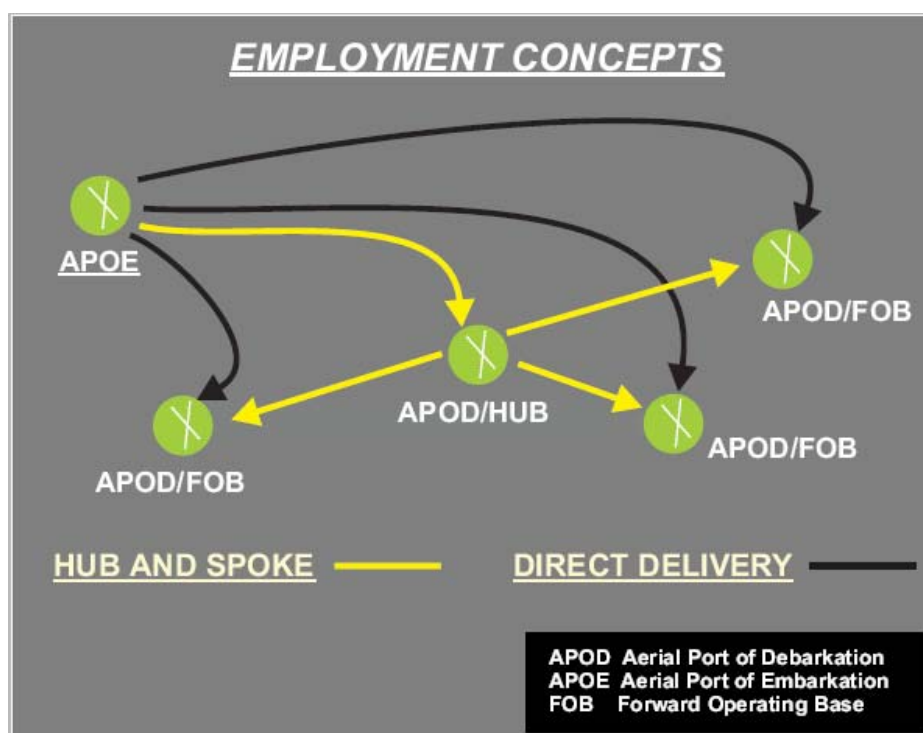 EMPLOYMENT CONCEPTS
APOE
APOD/FOB
APOD/HUB
APOD/FOB
APOD/FOB
HUB AND SPOKE
DIRECT DELIVERY
APOD Aerial Port of Debarkation
APOE Aerial Port of Embarkation
FOB Forward Operating Base